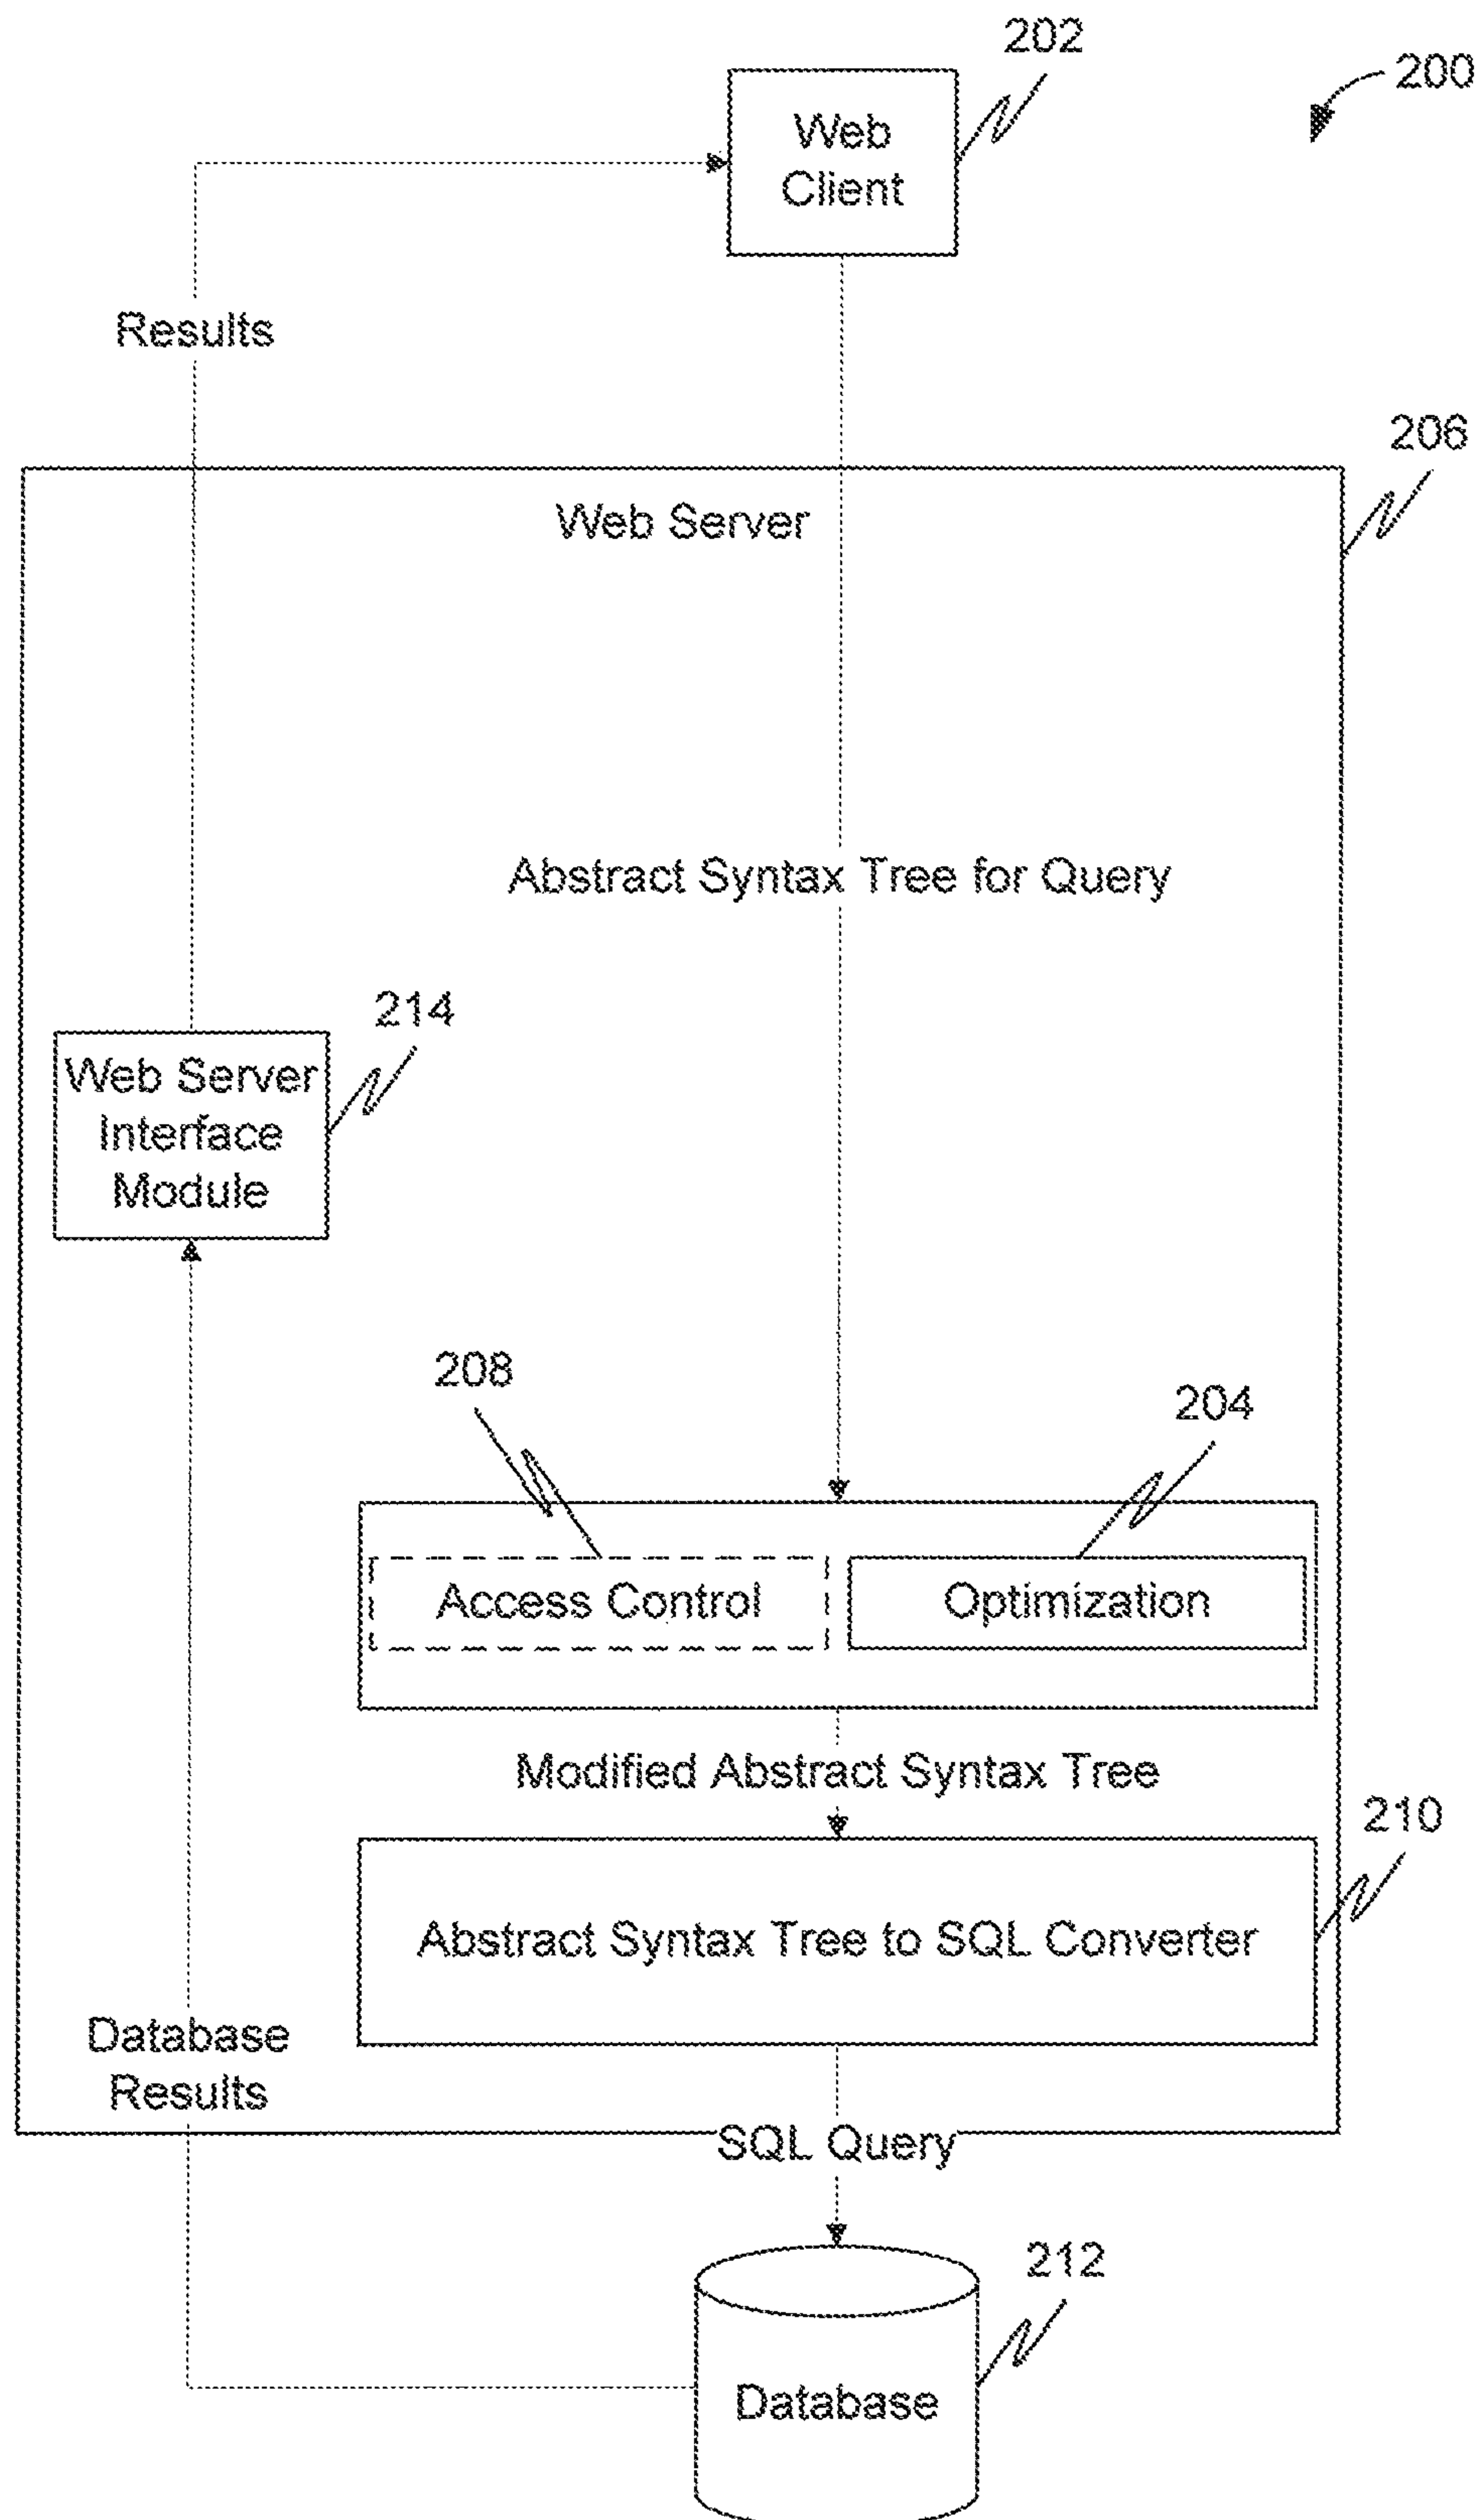 202
200
Web
Client
Results
206
Web Server
Abstract Syntax Tree for Query
214
Web Server
Interface
Module
208
204
Access Control
Optimization
Modified Abstract Syntax Tree
210
Abstract Syntax Tree to SQL Converter
Database
Results
SQL Query
212
Database